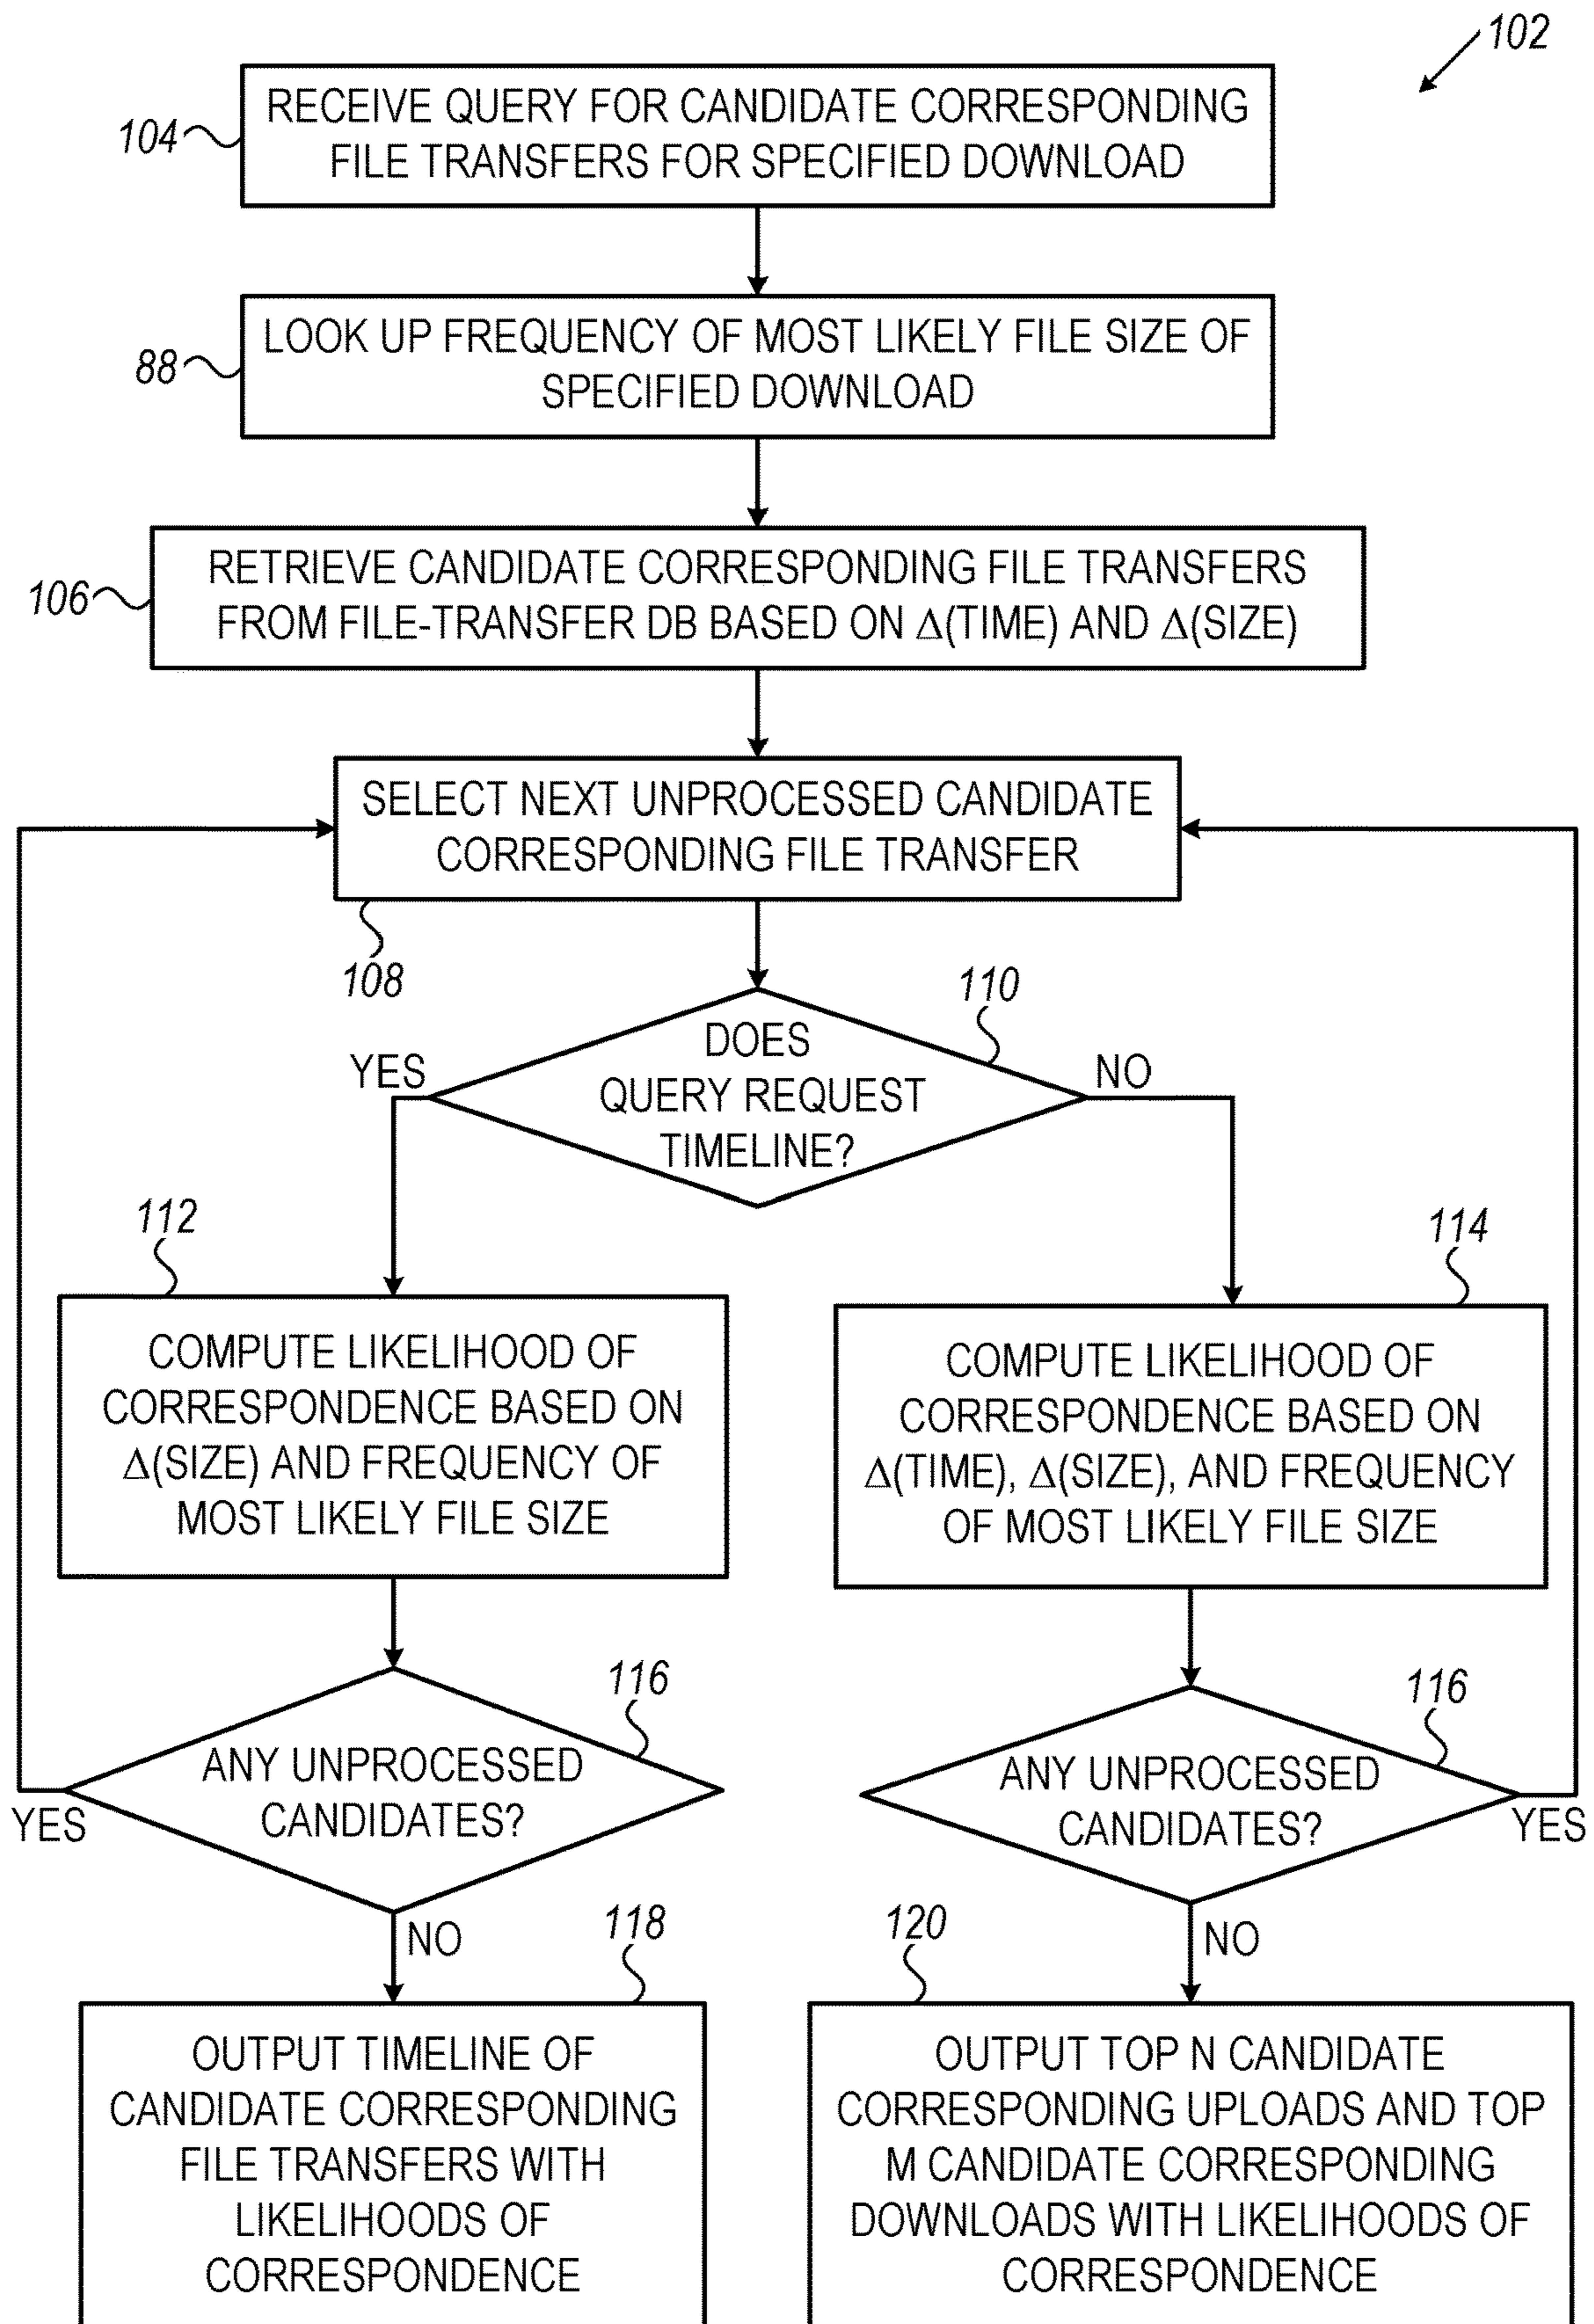 102
104
RECEIVE QUERY FOR CANDIDATE CORRESPONDING
FILE TRANSFERS FOR SPECIFIED DOWNLOAD
88
LOOK UP FREQUENCY OF MOST LIKELY FILE SIZE OF
SPECIFIED DOWNLOAD
106
RETRIEVE CANDIDATE CORRESPONDING FILE TRANSFERS
FROM FILE-TRANSFER DB BASED ON Δ(TIME) AND Δ(SIZE)
SELECT NEXT UNPROCESSED CANDIDATE
CORRESPONDING FILE TRANSFER
108
110
DOES
QUERY REQUEST
TIMELINE?
YES
NO
112
COMPUTE LIKELIHOOD OF
CORRESPONDENCE BASED ON
Δ(SIZE) AND FREQUENCY OF
MOST LIKELY FILE SIZE
114
COMPUTE LIKELIHOOD OF
CORRESPONDENCE BASED ON
Δ(TIME), Δ(SIZE), AND FREQUENCY
OF MOST LIKELY FILE SIZE
116
ANY UNPROCESSED
CANDIDATES?
YES
NO
116
ANY UNPROCESSED
CANDIDATES?
YES
NO
118
OUTPUT TIMELINE OF
CANDIDATE CORRESPONDING
FILE TRANSFERS WITH
LIKELIHOODS OF
CORRESPONDENCE
120
OUTPUT TOP N CANDIDATE
CORRESPONDING UPLOADS AND TOP
M CANDIDATE CORRESPONDING
DOWNLOADS WITH LIKELIHOODS OF
CORRESPONDENCE